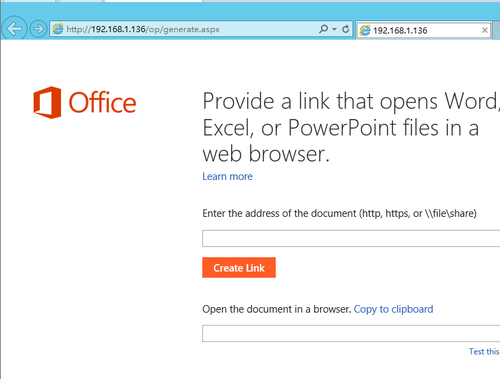 http://192.168.1.136/op/generate.aspx
192.168.1.136
Office
Provide a link that opens Word,
Excel, or PowerPoint files in a
web browser.
Learn more
Enter the address of the document (http, https, or \\file\share)
Create Link
Open the document in a browser. Copy to clipboard
Test this